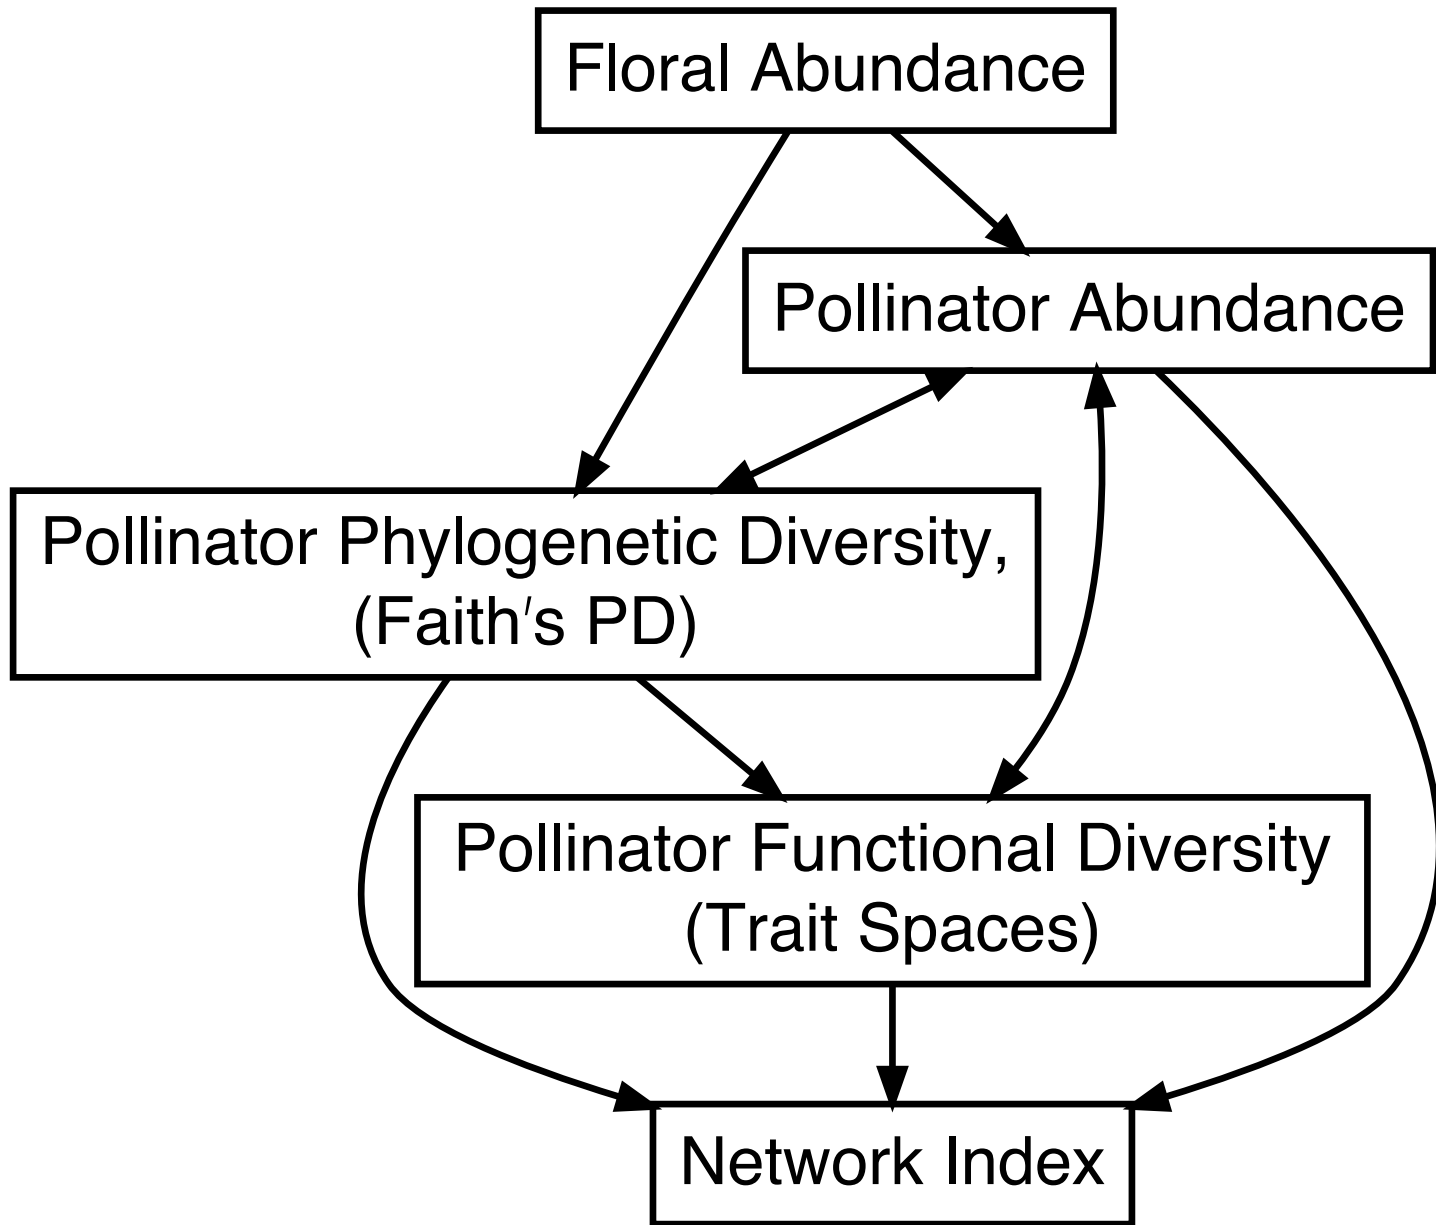 Floral Abundance
Pollinator Abundance
Pollinator Phylogenetic Diversity,
(Faith′s PD)
Pollinator Functional Diversity
(Trait Spaces)
Network Index